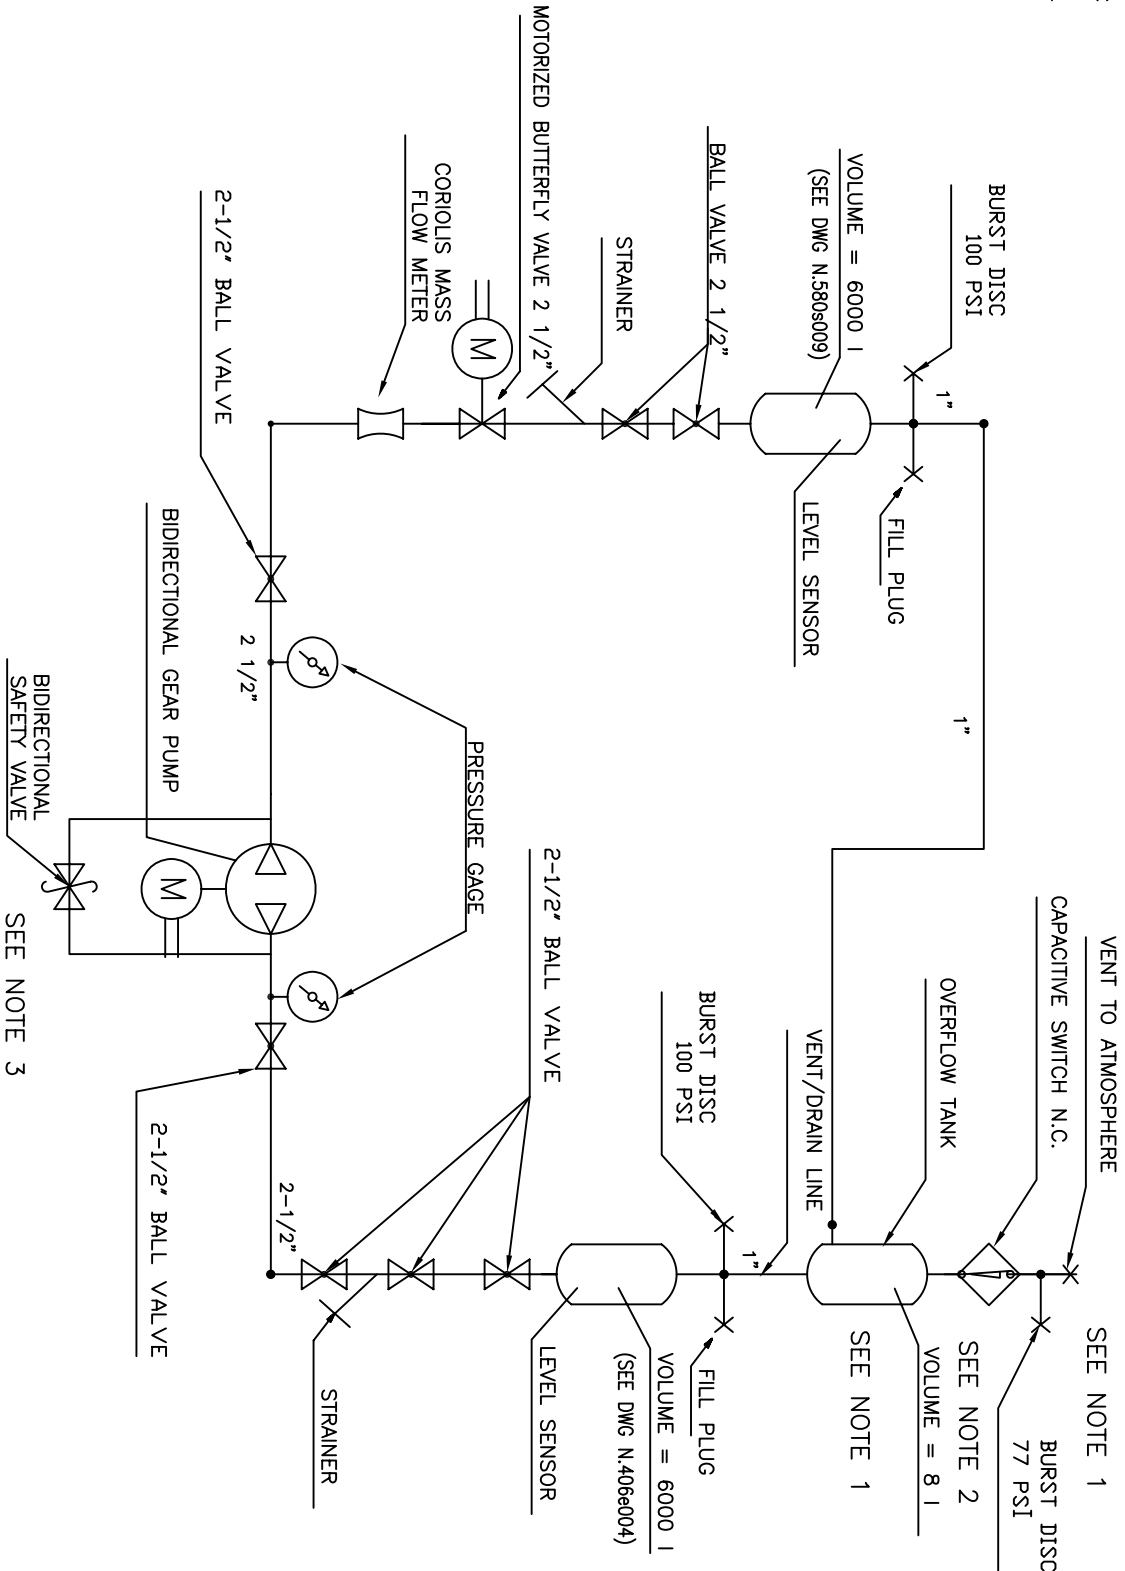 BURST DISC
100 PSI
VOLUME = 6000 l
(SEE DWG N.580s009)
BALL VALVE 2 1/2"
STRAINER
MOTORIZED BUTTERFLY VALVE 2 1/2"
CORIOLIS MASS
FLOW METER
2-1/2" BALL VALVE
M
1"
FILL PLUG
LEVEL SENSOR
1"
2 1/2"
BIDIRECTIONAL GEAR PUMP
BIDIRECTIONAL
SAFETY VALVE
PRESSURE GAGE
M
SEE NOTE 3
2-1/2" BALL VALVE
2-1/2" BALL VALVE
2-1/2"
VENT TO ATMOSPHERE
CAPACITIVE SWITCH N.C.
OVERFLOW TANK
VENT/DRAIN LINE
BURST DISC
100 PSI
1"
SEE NOTE 1
BURST DISC
77 PSI
SEE NOTE 2
VOLUME = 8 l
SEE NOTE 1
FILL PLUG
VOLUME = 6000 l
(SEE DWG N.406e004)
LEVEL SENSOR
STRAINER